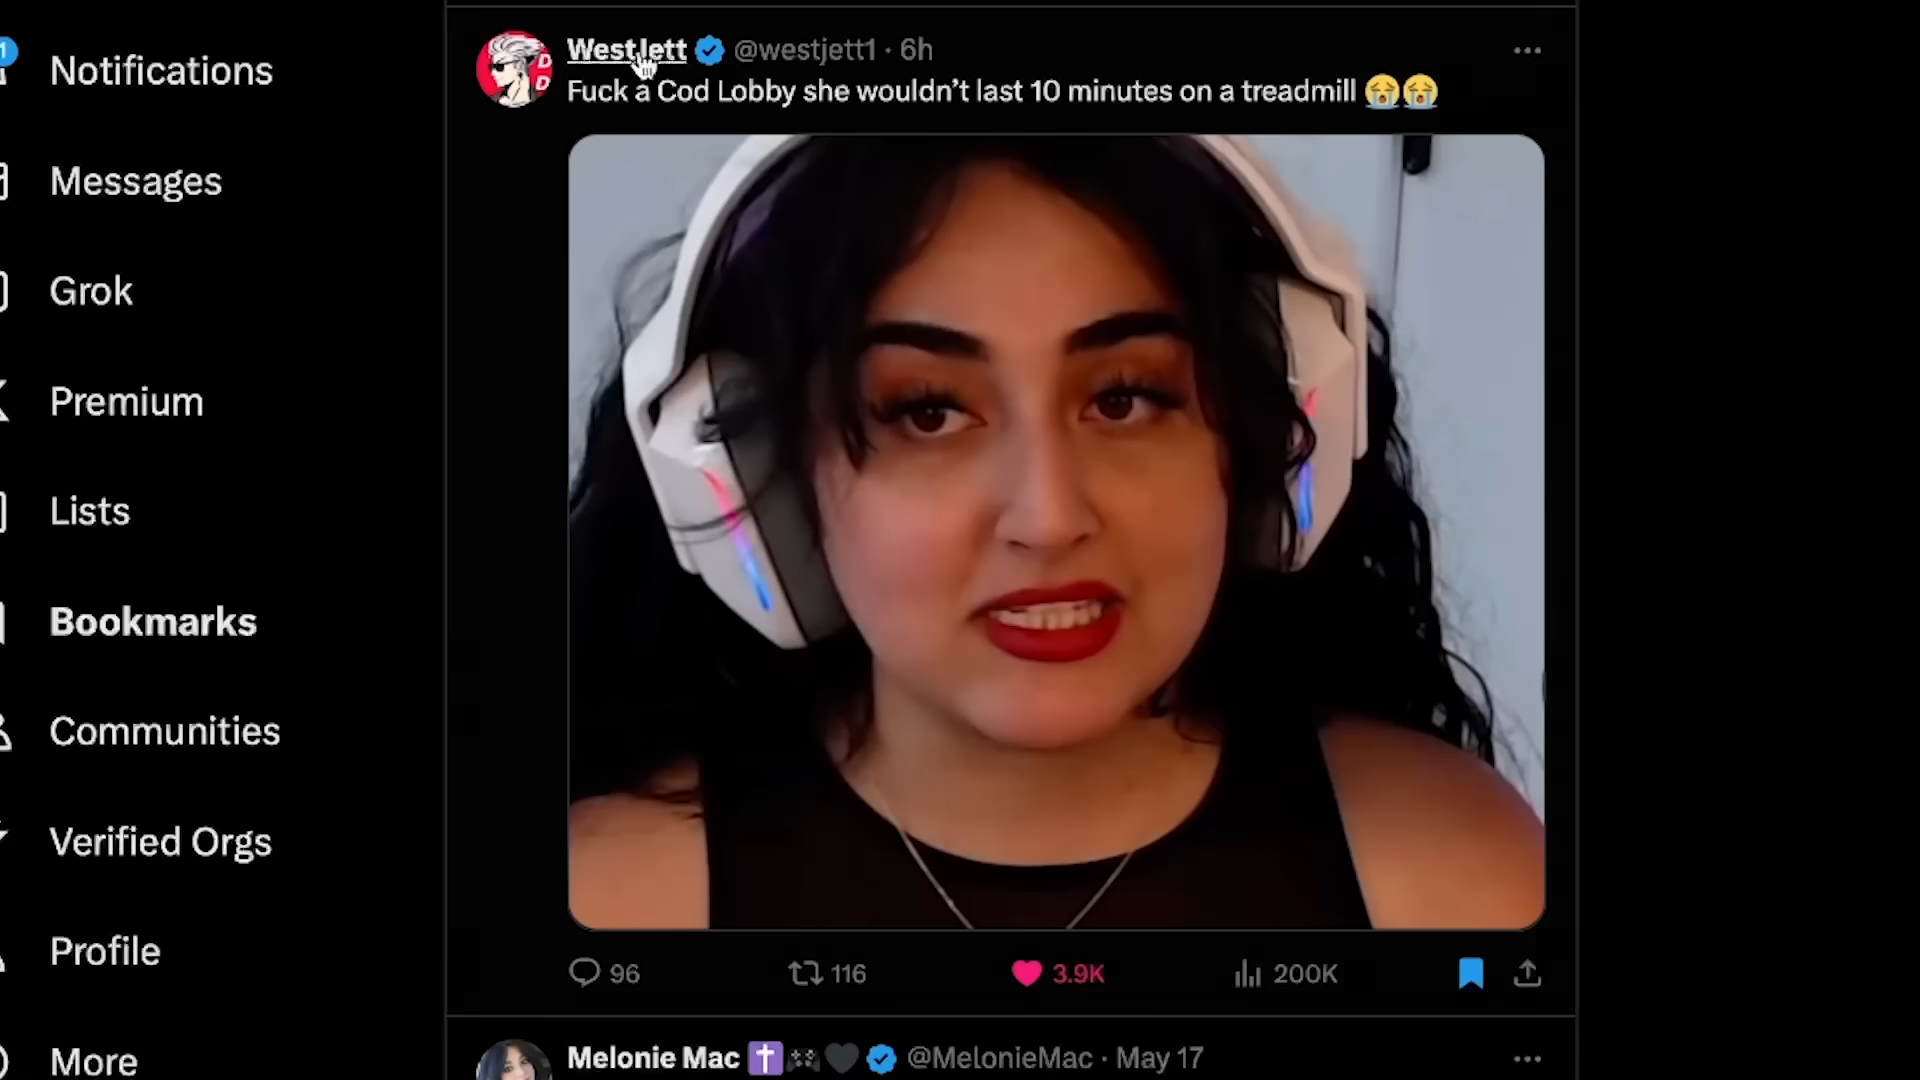 1
Notifications
Messages
Grok
Premium
Lists
Bookmarks
Communities
Verified Orgs
Profile
More
WestJett @westjett1 · 6h
Fuck a Cod Lobby she wouldn’t last 10 minutes on a treadmill 😭😭
D
D
96 116 3.9K 200K
Melonie Mac ✝️🎮🖤 @MelonieMac · May 17